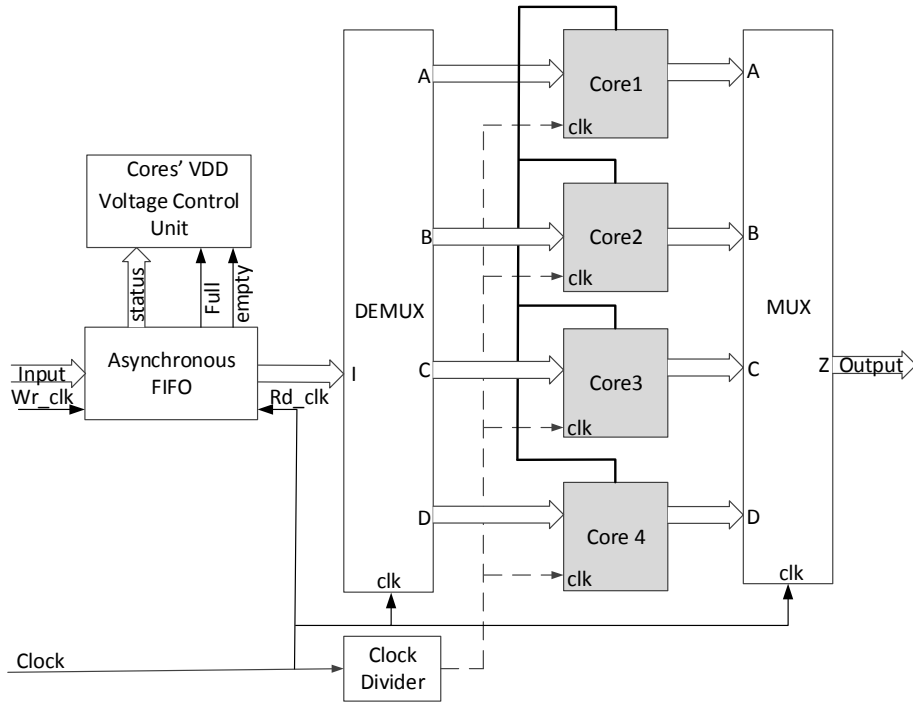 Cores' VDD
Voltage Control
Unit
status
Full
empty
Asynchronous
FIFO
Input
Wr_clk
Rd_clk
I
DEMUX
A
B
C
D
clk
Core1
clk
Core2
clk
Core3
clk
Core 4
clk
A
B
C
D
MUX
Z
Output
clk
Clock
Clock
Divider